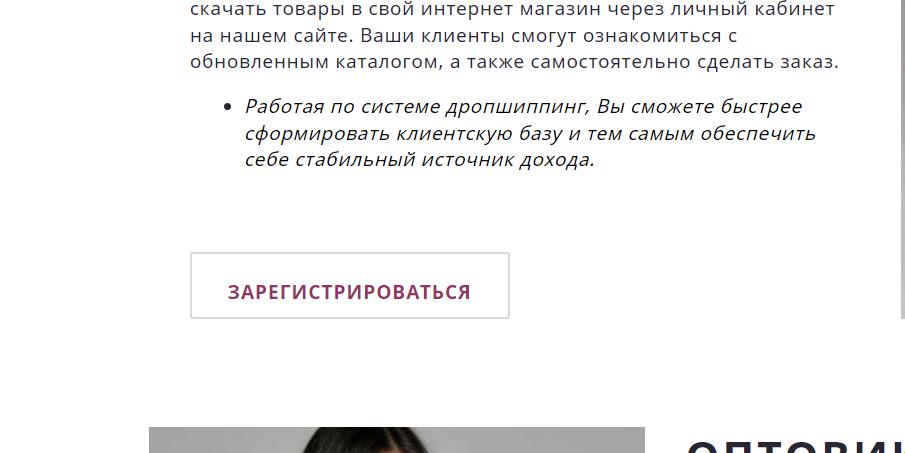 скачать товары в свой интернет магазин через личный кабинет
на нашем сайте. Ваши клиенты смогут ознакомиться с
обновленным каталогом, а также самостоятельно сделать заказ.
• Работая по системе дропшиппинг, Вы сможете быстрее
сформировать клиентскую базу и тем самым обеспечить
себе стабильный источник дохода.
ЗАРЕГИСТРИРОВАТЬСЯ